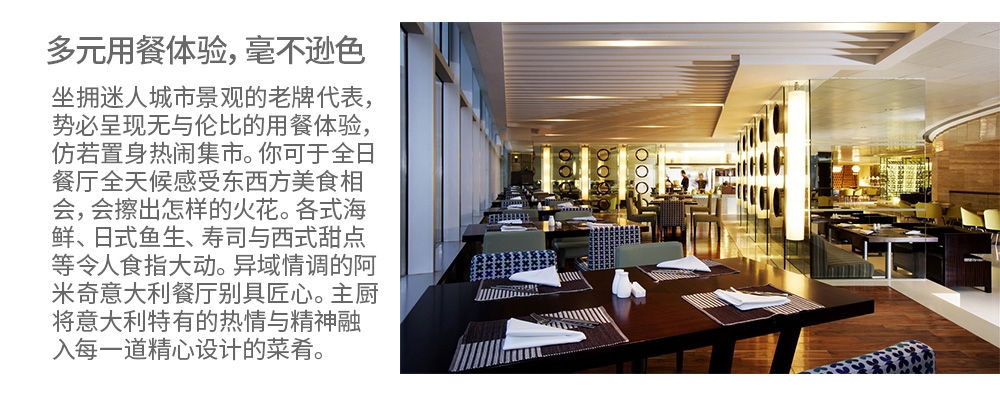 多元用餐体验，毫不逊色
坐拥迷人城市景观的老牌代表，
势必呈现无与伦比的用餐体验，
仿若置身热闹集市。你可于全日
餐厅全天候感受东西方美食相
会，会擦出怎样的火花。各式海
鲜、日式鱼生、寿司与西式甜点
等令人食指大动。异域情调的阿
米奇意大利餐厅别具匠心。主厨
将意大利特有的热情与精神融
入每一道精心设计的菜肴。